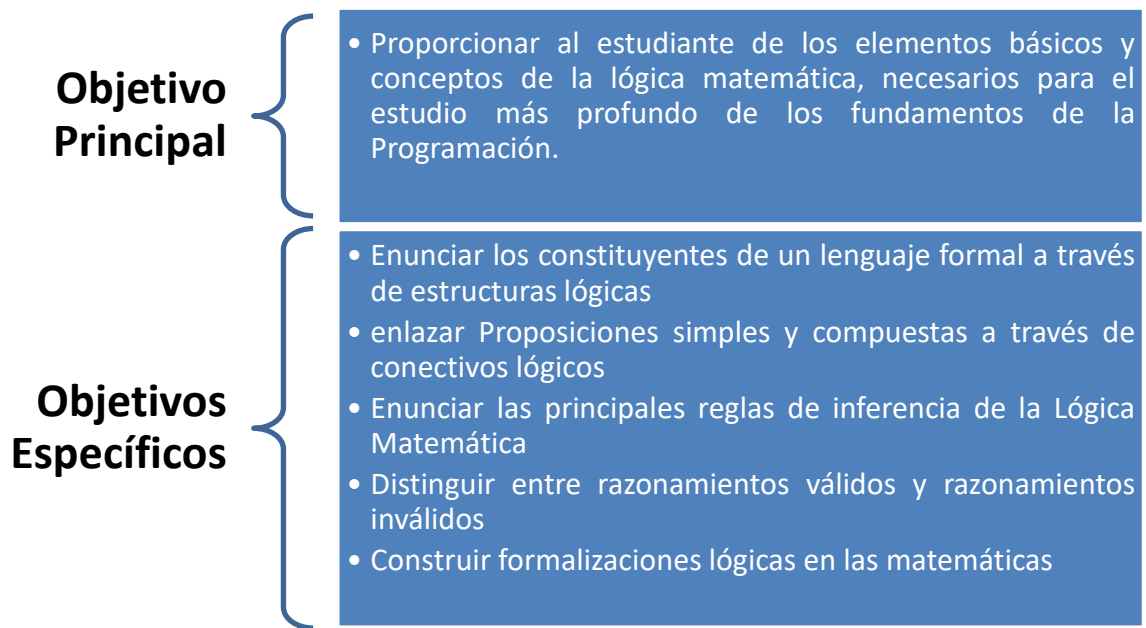 Objetivo
Principal
• Proporcionar al estudiante de los elementos básicos y
conceptos de la lógica matemática, necesarios para el
estudio más profundo de los fundamentos de la
Programación.
Objetivos
Específicos
• Enunciar los constituyentes de un lenguaje formal a través
de estructuras lógicas
• enlazar Proposiciones simples y compuestas a través de
conectivos lógicos
• Enunciar las principales reglas de inferencia de la Lógica
Matemática
• Distinguir entre razonamientos válidos y razonamientos
inválidos
• Construir formalizaciones lógicas en las matemáticas